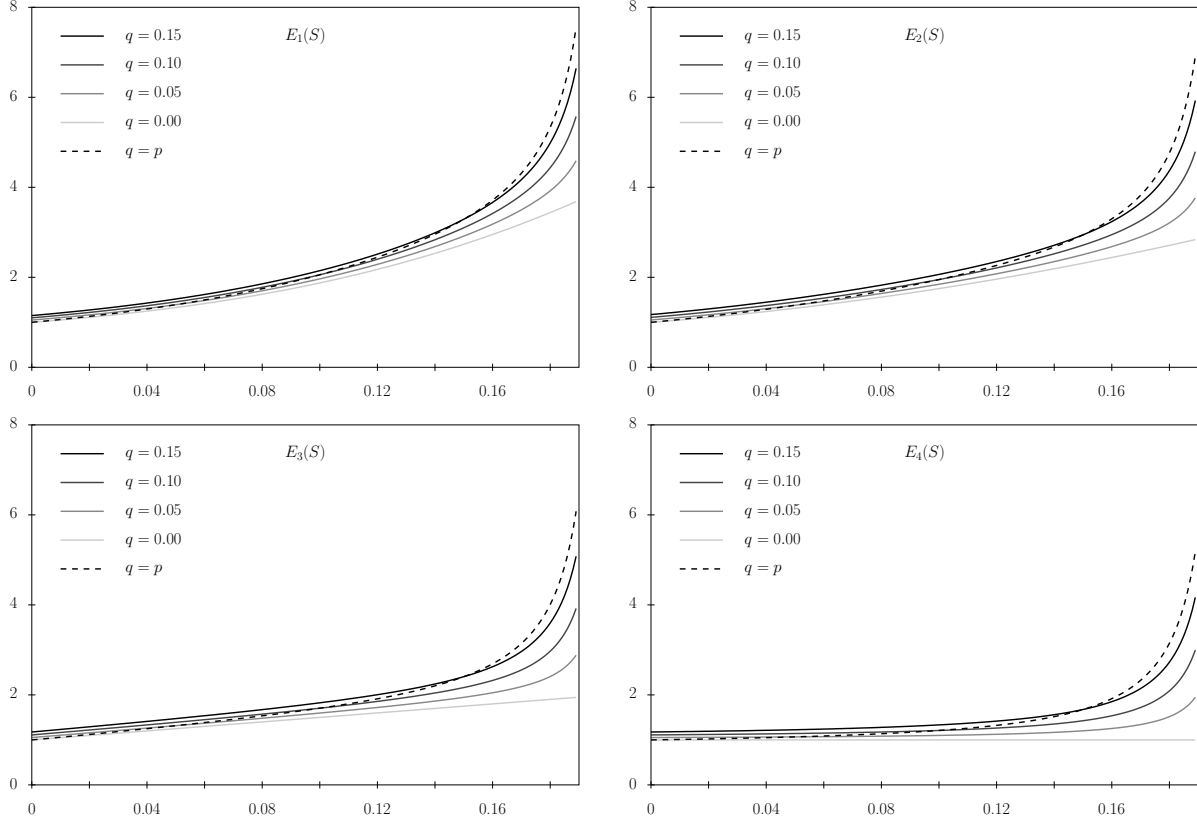 8
6
4
2
0
q = 0.15
q = 0.10
q = 0.05
q = 0.00
q = p
E₁(S)
0 0.04 0.08 0.12 0.16
8
6
4
2
0
q = 0.15
q = 0.10
q = 0.05
q = 0.00
q = p
E₂(S)
0 0.04 0.08 0.12 0.16
8
6
4
2
0
q = 0.15
q = 0.10
q = 0.05
q = 0.00
q = p
E₃(S)
0 0.04 0.08 0.12 0.16
8
6
4
2
0
q = 0.15
q = 0.10
q = 0.05
q = 0.00
q = p
E₄(S)
0 0.04 0.08 0.12 0.16